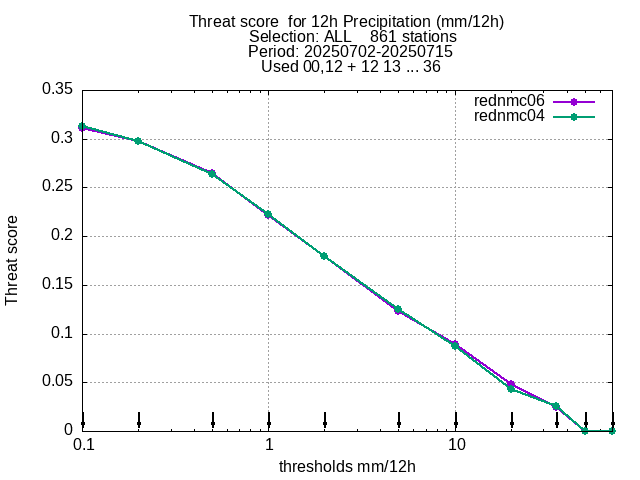 Threat score  for 12h Precipitation (mm/12h)
Selection: ALL    861 stations
Period: 20250702-20250715
Used 00,12 + 12 13 ... 36
rednmc06
rednmc04
0.35
0.3
0.25
0.2
0.15
0.1
0.05
0
Threat score
0.1 1 10
thresholds mm/12h